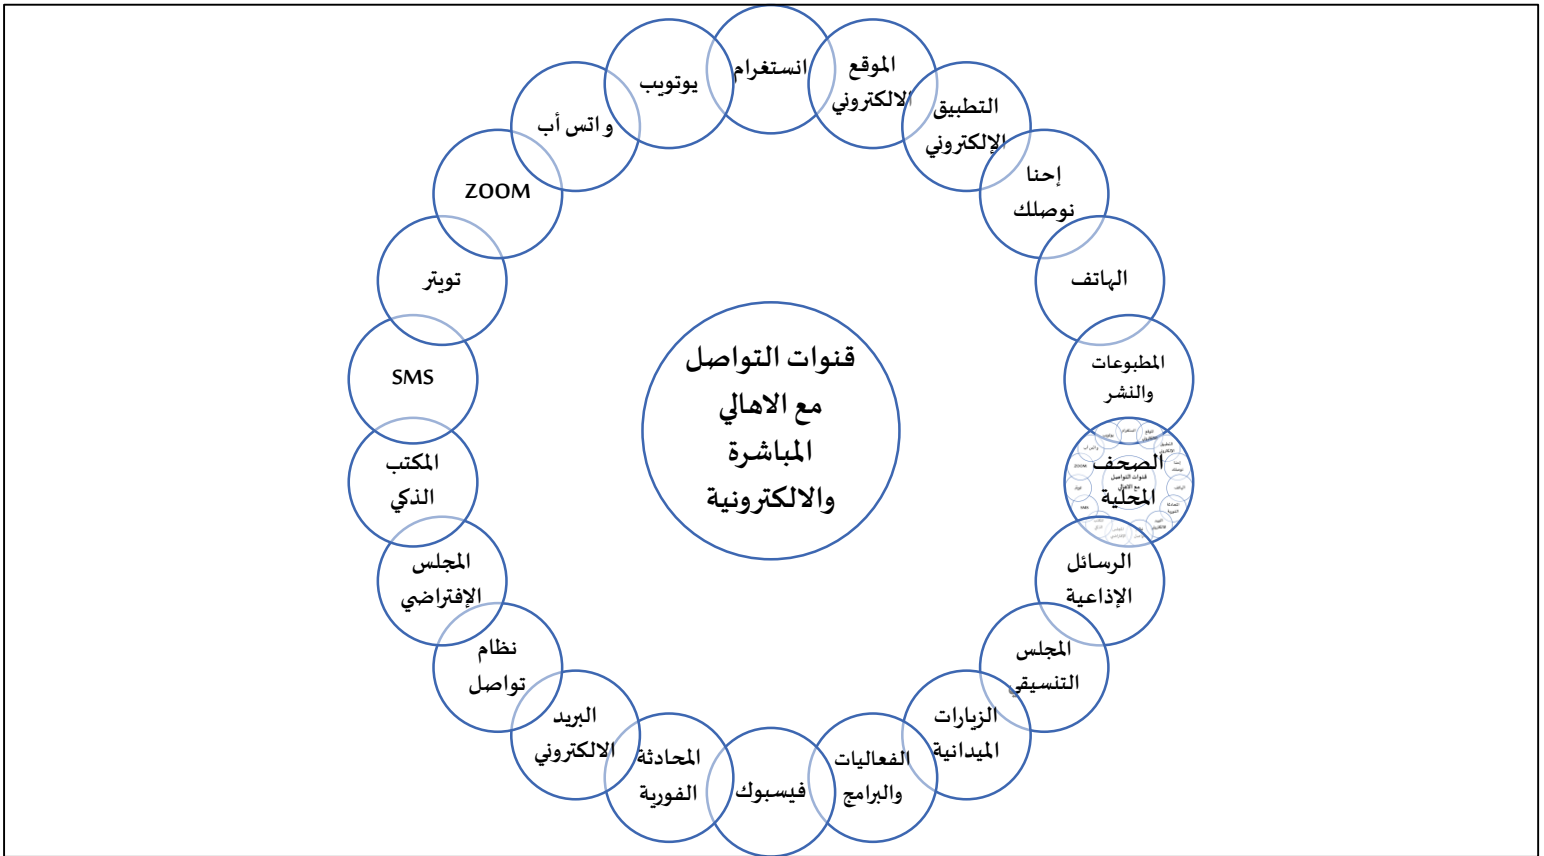 قنوات التواصل
مع الاهالي
المباشرة
والالكترونية
انستغرام
الموقع
الالكتروني
التطبيق
الإلكتروني
إحنا
نوصلك
الهاتف
المطبوعات
والنشر
الصحف
المحلية
الرسائل
الإذاعية
المجلس
التنسيقي
الزيارات
الميدانية
الفعاليات
والبرامج
فيسبوك
المحادثة
الفورية
البريد
الالكتروني
نظام
تواصل
المجلس
الإفتراضي
المكتب
الذكي
SMS
تويتر
ZOOM
واتس أب
يوتويب